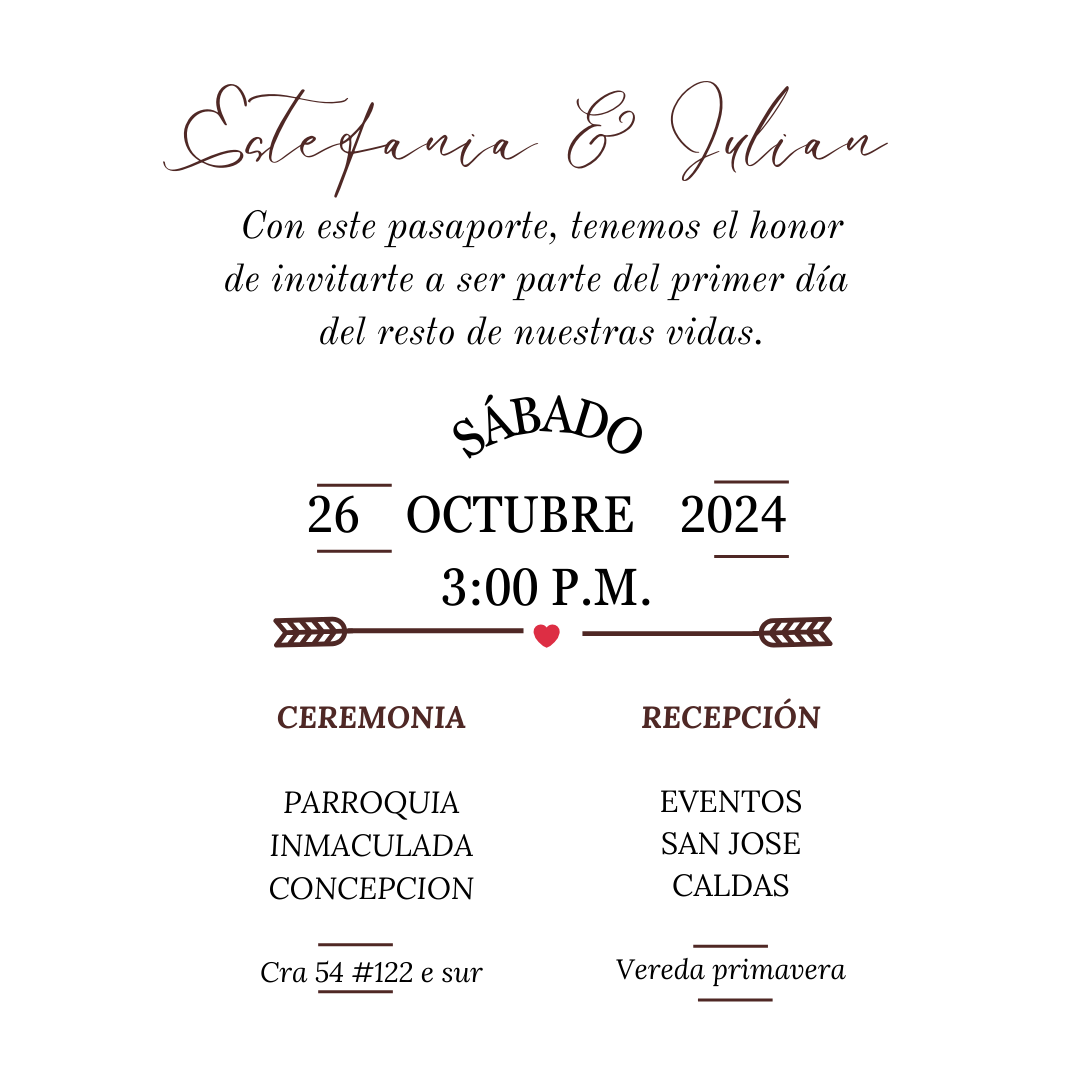 Estefania & Julian
Con este pasaporte, tenemos el honor
de invitarte a ser parte del primer día
del resto de nuestras vidas.
SÁBADO
26 OCTUBRE 2024
3:00 P.M.
CEREMONIA
PARROQUIA
INMACULADA
CONCEPCION
Cra 54 #122 e sur
RECEPCIÓN
EVENTOS
SAN JOSE
CALDAS
Vereda primavera